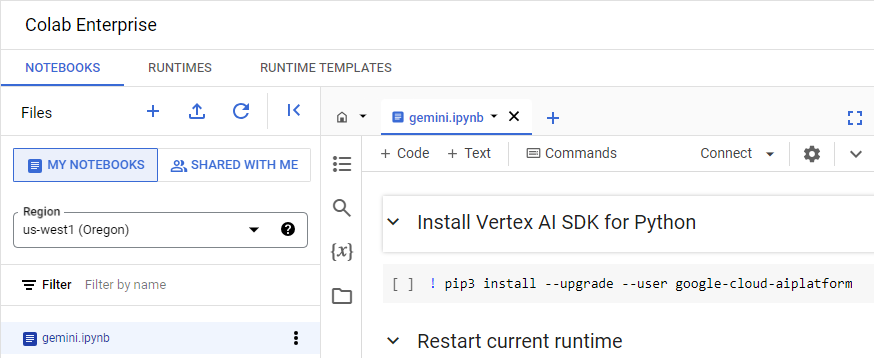 Colab Enterprise
NOTEBOOKS RUNTIMES RUNTIME TEMPLATES
Files
MY NOTEBOOKS SHARED WITH ME
Region
us-west1 (Oregon)
Filter Filter by name
gemini.ipynb
gemini.ipynb
+ Code + Text Commands Connect
{x}
Install Vertex AI SDK for Python
[ ] ! pip3 install --upgrade --user google-cloud-aiplatform
Restart current runtime